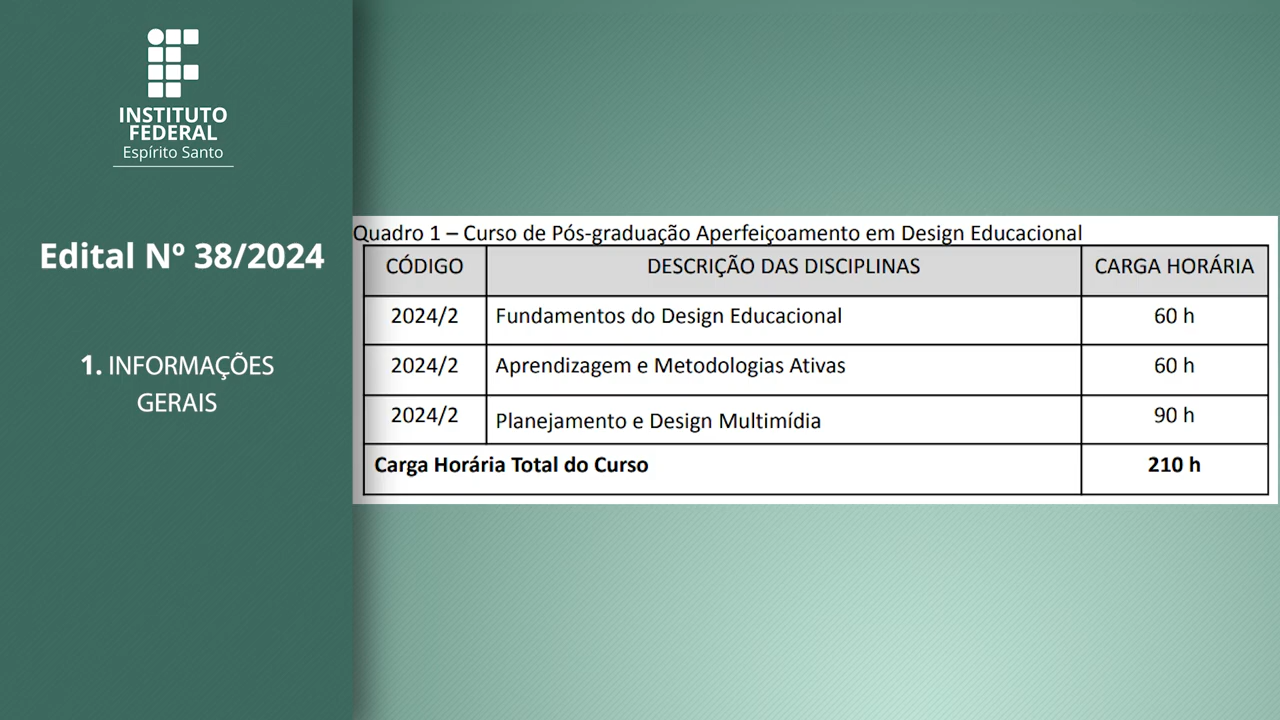 INSTITUTO
FEDERAL
Espírito Santo
Edital Nº 38/2024
1. INFORMAÇÕES
GERAIS
Quadro 1 – Curso de Pós-graduação Aperfeiçoamento em Design Educacional
CÓDIGO DESCRIÇÃO DAS DISCIPLINAS CARGA HORÁRIA
2024/2 Fundamentos do Design Educacional 60 h
2024/2 Aprendizagem e Metodologias Ativas 60 h
2024/2 Planejamento e Design Multimídia 90 h
Carga Horária Total do Curso 210 h